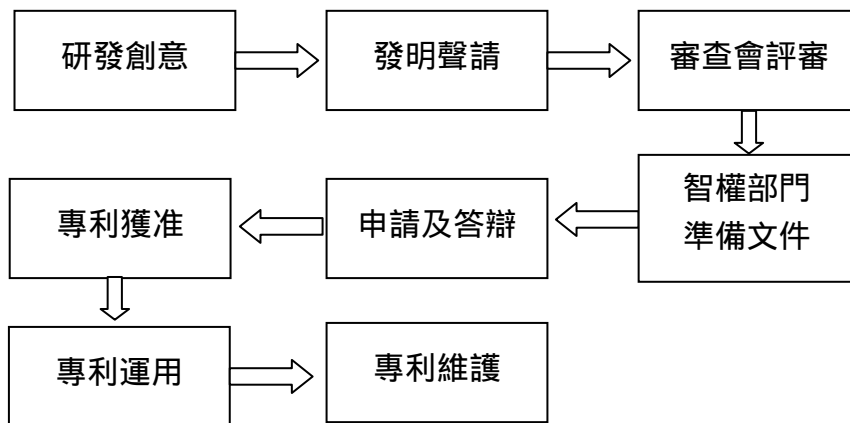 研發創意
發明聲請
審查會評審
智權部門
準備文件
申請及答辯
專利獲准
專利運用
專利維護